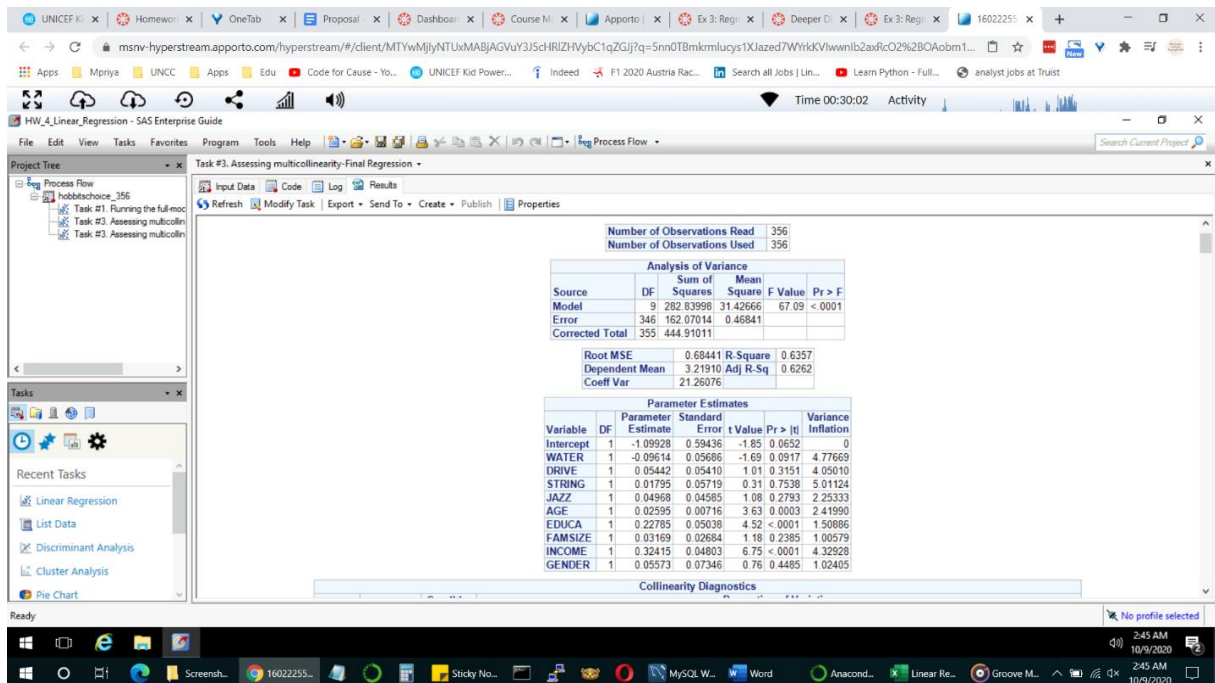 UNICEF Ki
Homework
OneTab
Proposal
Dashboar
Course M
Apporto
Ex 3: Regr
Deeper Di
Ex 3: Regr
16022255
msnv-hyperstream.apporto.com/hyperstream/#/client/
Apps
Mpriya
UNCC
Apps
Edu
Code for Cause - Yo...
UNICEF Kid Power...
Indeed
F1 2020 Austria Rac...
Search all Jobs | Lin...
Learn Python - Full...
analyst jobs at Truist
New
Time 00:30:02 Activity
HW_4_Linear_Regression - SAS Enterprise Guide
File Edit View Tasks Favorites Program Tools Help Process Flow
Search Current Project
Project Tree
Task #3. Assessing multicollinearity-Final Regression
Process Flow
hobbitschoice_356
Task #1. Running the full-mod
Task #3. Assessing multicollin
Task #3. Assessing multicollin
Input Data Code Log Results
Refresh Modify Task Export Send To Create Publish Properties
Number of Observations Read 356
Number of Observations Used 356
Analysis of Variance
Source DF Sum of Squares Mean Square F Value Pr > F
Model 9 282.83998 31.42666 67.09 <.0001
Error 346 162.07014 0.46841
Corrected Total 355 444.91011
Root MSE 0.68441 R-Square 0.6357
Dependent Mean 3.21910 Adj R-Sq 0.6262
Coeff Var 21.26076
Parameter Estimates
Variable DF Parameter Estimate Standard Error t Value Pr > |t| Variance Inflation
Intercept 1 -1.09928 0.59436 -1.85 0.0652 0
WATER 1 -0.09614 0.05686 -1.69 0.0917 4.77669
DRIVE 1 0.05442 0.05410 1.01 0.3151 4.05010
STRING 1 0.01795 0.05719 0.31 0.7538 5.01124
JAZZ 1 0.04968 0.04585 1.08 0.2793 2.25333
AGE 1 0.02595 0.00716 3.63 0.0003 2.41990
EDUCA 1 0.22785 0.05038 4.52 <.0001 1.50886
FAMSIZE 1 0.03169 0.02684 1.18 0.2385 1.00579
INCOME 1 0.32415 0.04803 6.75 <.0001 4.32928
GENDER 1 0.05573 0.07346 0.76 0.4485 1.02405
Collinearity Diagnostics
Tasks
Recent Tasks
Linear Regression
List Data
Discriminant Analysis
Cluster Analysis
Pie Chart
Ready
No profile selected
2:45 AM
10/9/2020
Screensh...
16022255...
Sticky No...
MySQL W...
Word
Anacond...
Linear Re...
Groove M...
2:45 AM
10/9/2020